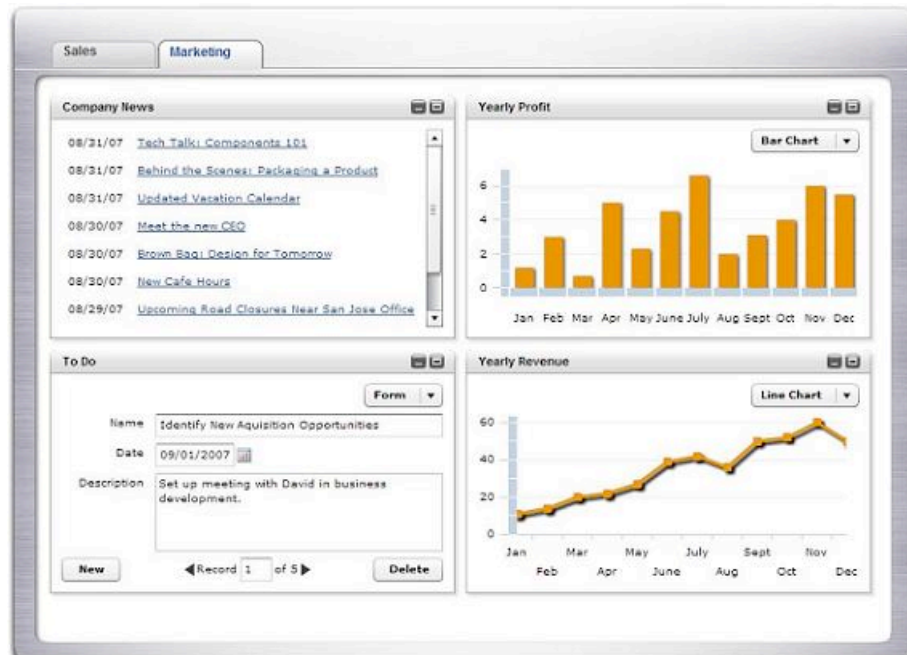 Sales
Marketing
Company News
08/31/07 Tech Talk: Components 101
08/31/07 Behind the Scenes: Packaging a Product
08/31/07 Updated Vacation Calendar
08/30/07 Meet the new CEO
08/30/07 Brown Bag: Design for Tomorrow
08/30/07 New Cafe Hours
08/29/07 Upcoming Road Closures Near San Jose Office
Yearly Profit
Bar Chart
6
4
2
0
Jan Feb Mar Apr May June July Aug Sept Oct Nov Dec
To Do
Form
Name Identify New Aquisition Opportunities
Date 09/01/2007
Description Set up meeting with David in business
development.
New Record 1 of 5 Delete
Yearly Revenue
Line Chart
60
40
20
0
Jan Mar May July Sept Nov
Feb Apr June Aug Oct Dec